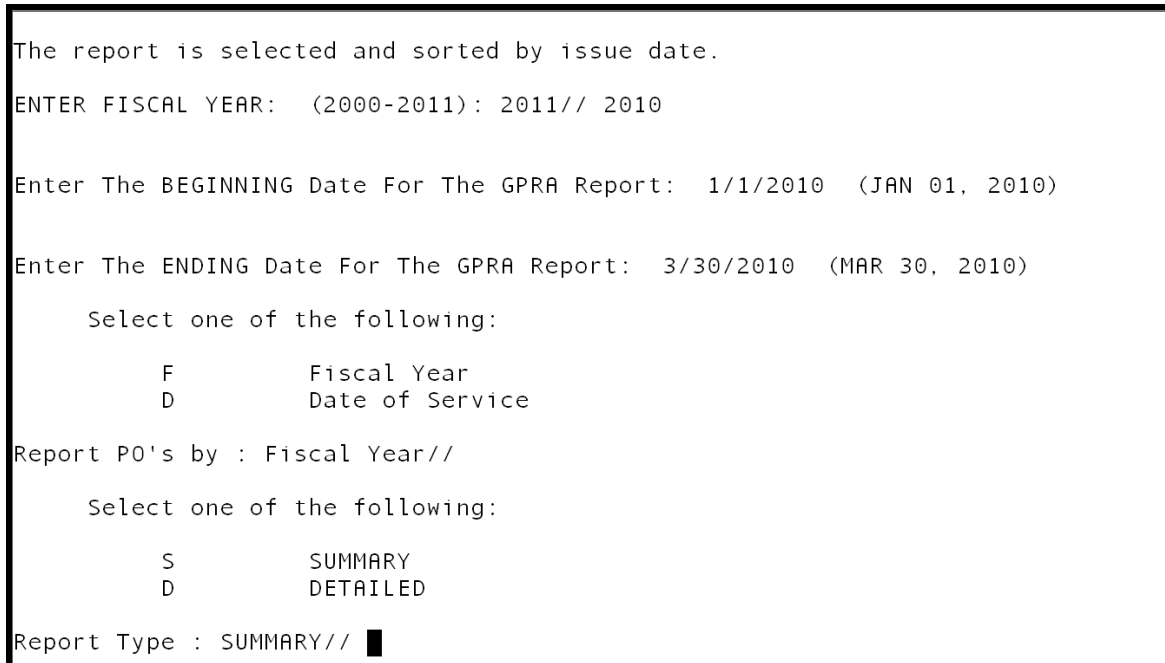 The report is selected and sorted by issue date.
ENTER FISCAL YEAR:  (2000-2011): 2011// 2010
Enter The BEGINNING Date For The GPRA Report:  1/1/2010  (JAN 01, 2010)
Enter The ENDING Date For The GPRA Report:  3/30/2010  (MAR 30, 2010)
Select one of the following:
F         Fiscal Year
D         Date of Service
Report PO's by : Fiscal Year//
Select one of the following:
S         SUMMARY
D         DETAILED
Report Type : SUMMARY//